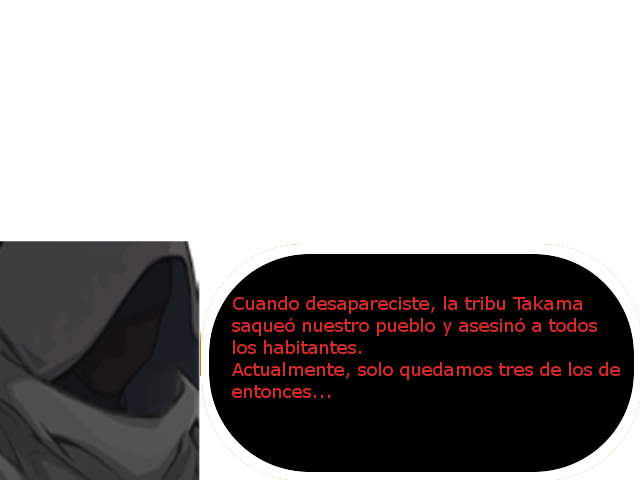 Cuando desapareciste, la tribu Takama
saqueó nuestro pueblo y asesinó a todos
los habitantes.
Actualmente, solo quedamos tres de los de
entonces...